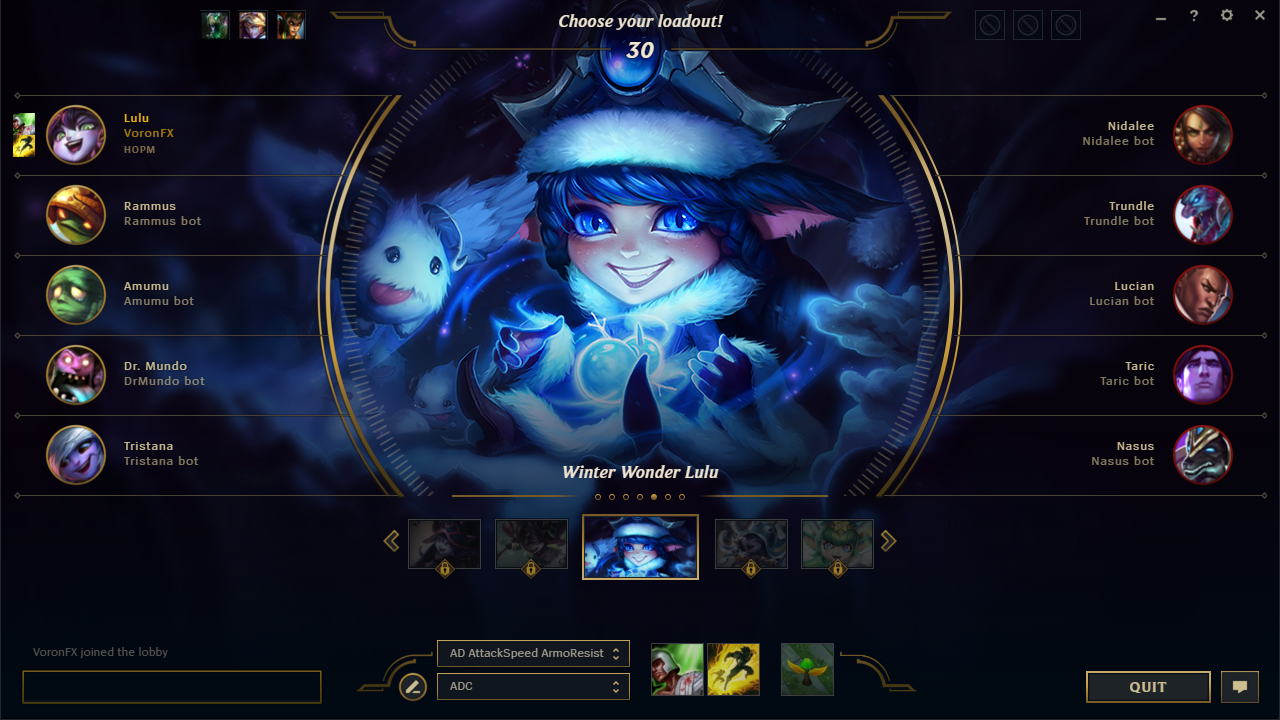 Choose your loadout!
30
?
Lulu
VoronFX
НОРМ
Rammus
Rammus bot
Amumu
Amumu bot
Dr. Mundo
DrMundo bot
Tristana
Tristana bot
Nidalee
Nidalee bot
Trundle
Trundle bot
Lucian
Lucian bot
Taric
Taric bot
Nasus
Nasus bot
Winter Wonder Lulu
VoronFX joined the lobby
AD AttackSpeed ArmoResist
ADC
QUIT